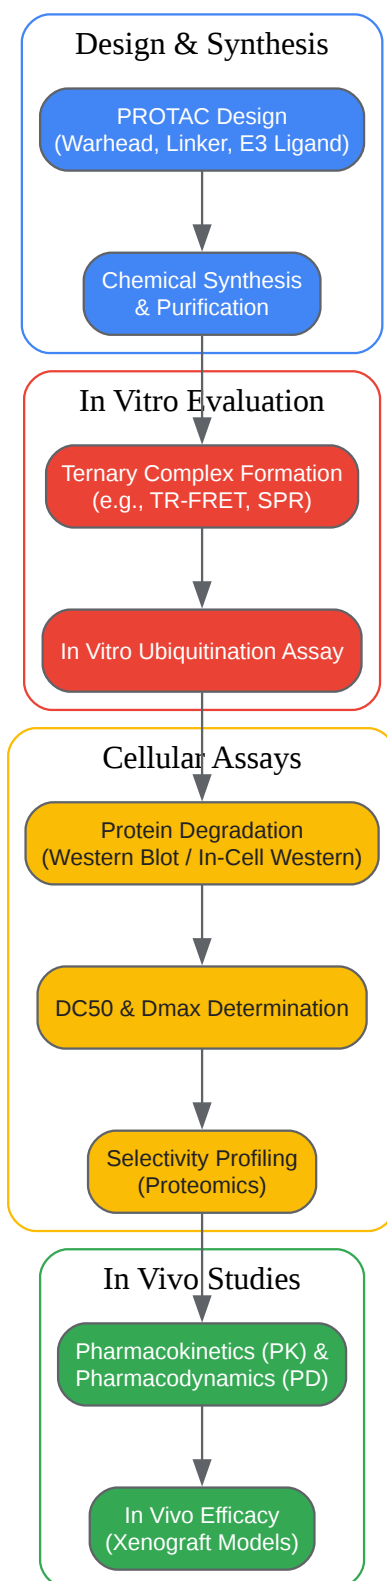 Design & Synthesis
PROTAC Design
(Warhead, Linker, E3 Ligand)
Chemical Synthesis
& Purification
In Vitro Evaluation
Ternary Complex Formation
(e.g., TR-FRET, SPR)
In Vitro Ubiquitination Assay
Cellular Assays
Protein Degradation
(Western Blot / In-Cell Western)
DC50 & Dmax Determination
Selectivity Profiling
(Proteomics)
In Vivo Studies
Pharmacokinetics (PK) &
Pharmacodynamics (PD)
In Vivo Efficacy
(Xenograft Models)